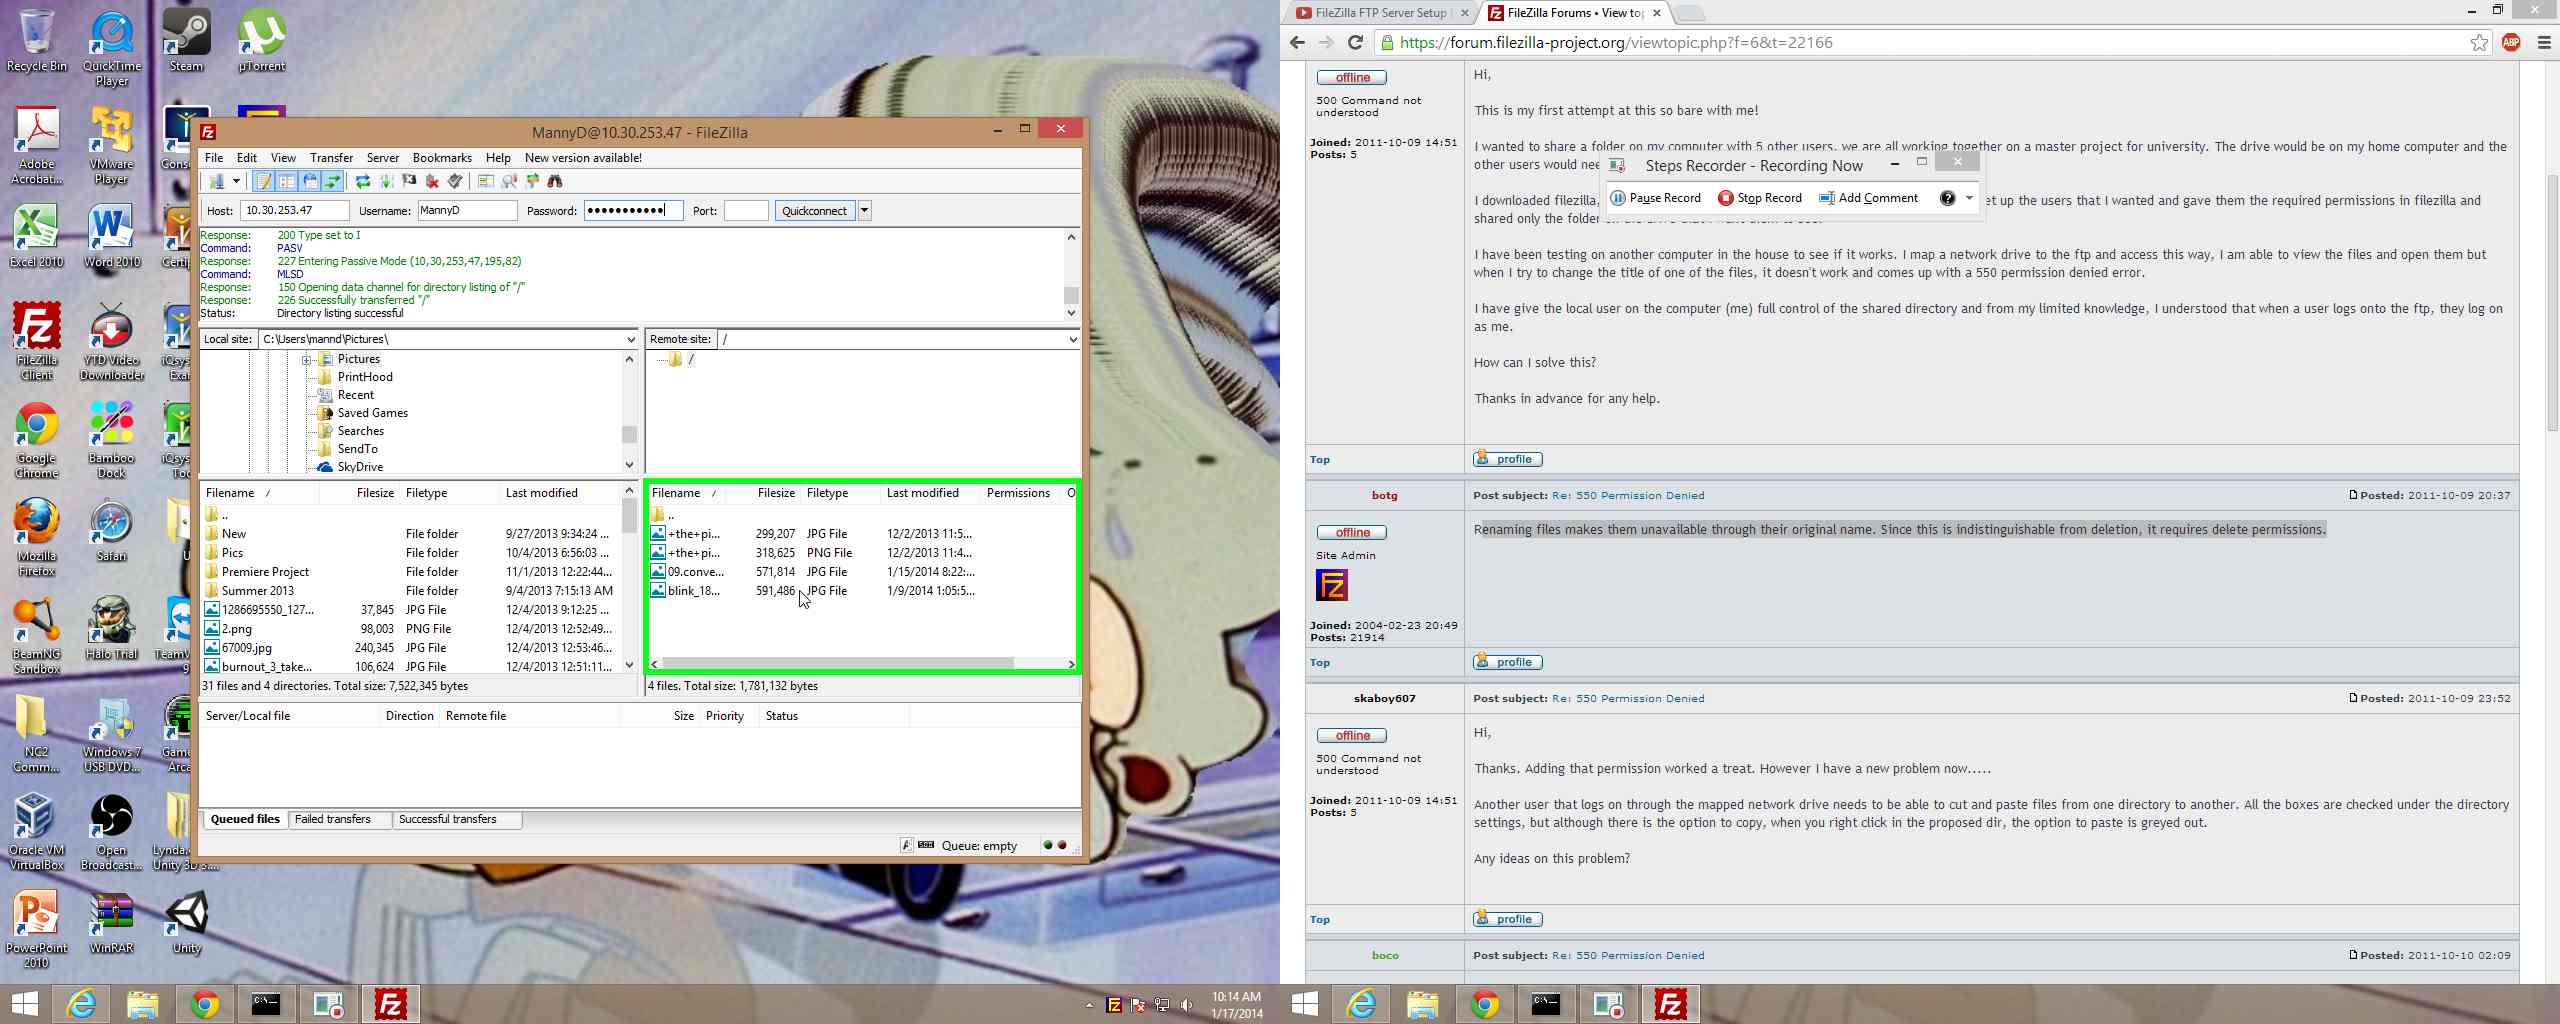 Recycle Bin
QuickTime Player
Steam
µTorrent
Adobe Acrobat...
VMware Player
Excel 2010
Word 2010
FileZilla Client
YTD Video Downloader
Google Chrome
Bamboo Dock
Mozilla Firefox
Safari
BeamNG Sandbox
Halo Trial
NC2 Comm...
Windows 7 USB DVD...
Oracle VM VirtualBox
Open Broadcast...
Lynda.c... Unity 3D 3....
PowerPoint 2010
WinRAR
Unity
MannyD@10.30.253.47 - FileZilla
File Edit View Transfer Server Bookmarks Help New version available!
Host: 10.30.253.47 Username: MannyD Password: ●●●●●●●●●●● Port: Quickconnect
Response: 200 Type set to I
Command: PASV
Response: 227 Entering Passive Mode (10,30,253,47,195,82)
Command: MLSD
Response: 150 Opening data channel for directory listing of "/"
Response: 226 Successfully transferred "/"
Status: Directory listing successful
Local site: C:\Users\mannd\Pictures\
Pictures
PrintHood
Recent
Saved Games
Searches
SendTo
SkyDrive
Remote site: /
/
Filename / Filesize Filetype Last modified
..
New File folder 9/27/2013 9:34:24 ...
Pics File folder 10/4/2013 6:56:03 ...
Premiere Project File folder 11/1/2013 12:22:44...
Summer 2013 File folder 9/4/2013 7:15:13 AM
1286695550_127... 37,845 JPG File 12/4/2013 9:12:25 ...
2.png 98,003 PNG File 12/4/2013 12:52:49...
67009.jpg 240,345 JPG File 12/4/2013 12:53:46...
burnout_3_take... 106,624 JPG File 12/4/2013 12:51:11...
31 files and 4 directories. Total size: 7,522,345 bytes
Filename / Filesize Filetype Last modified Permissions O
..
+the+pi... 299,207 JPG File 12/2/2013 11:5...
+the+pi... 318,625 PNG File 12/2/2013 11:4...
09.conve... 571,814 JPG File 1/15/2014 8:22:...
blink_18... 591,486 JPG File 1/9/2014 1:05:5...
4 files. Total size: 1,781,132 bytes
Server/Local file Direction Remote file Size Priority Status
Queued files Failed transfers Successful transfers
Queue: empty
10:14 AM
1/17/2014
FileZilla FTP Server Setup
FileZilla Forums • View to
https://forum.filezilla-project.org/viewtopic.php?f=6&t=22166
ABP
offline
500 Command not understood
Joined: 2011-10-09 14:51
Posts: 5
Hi,
This is my first attempt at this so bare with me!
I wanted to share a folder on my computer with 5 other users, we are all working together on a master project for university. The drive would be on my home computer and the
other users would nee
Steps Recorder - Recording Now
Pause Record Stop Record Add Comment
I downloaded filezilla, et up the users that I wanted and gave them the required permissions in filezilla and
shared only the folder
I have been testing on another computer in the house to see if it works. I map a network drive to the ftp and access this way, I am able to view the files and open them but
when I try to change the title of one of the files, it doesn't work and comes up with a 550 permission denied error.
I have give the local user on the computer (me) full control of the shared directory and from my limited knowledge, I understood that when a user logs onto the ftp, they log on
as me.
How can I solve this?
Thanks in advance for any help.
Top profile
botg Post subject: Re: 550 Permission Denied Posted: 2011-10-09 20:37
offline
Site Admin
Fz
Joined: 2004-02-23 20:49
Posts: 21914
Renaming files makes them unavailable through their original name. Since this is indistinguishable from deletion, it requires delete permissions.
Top profile
skaboy607 Post subject: Re: 550 Permission Denied Posted: 2011-10-09 23:52
offline
500 Command not understood
Joined: 2011-10-09 14:51
Posts: 5
Hi,
Thanks. Adding that permission worked a treat. However I have a new problem now.....
Another user that logs on through the mapped network drive needs to be able to cut and paste files from one directory to another. All the boxes are checked under the directory
settings, but although there is the option to copy, when you right click in the proposed dir, the option to paste is greyed out.
Any ideas on this problem?
Top profile
boco Post subject: Re: 550 Permission Denied Posted: 2011-10-10 02:09